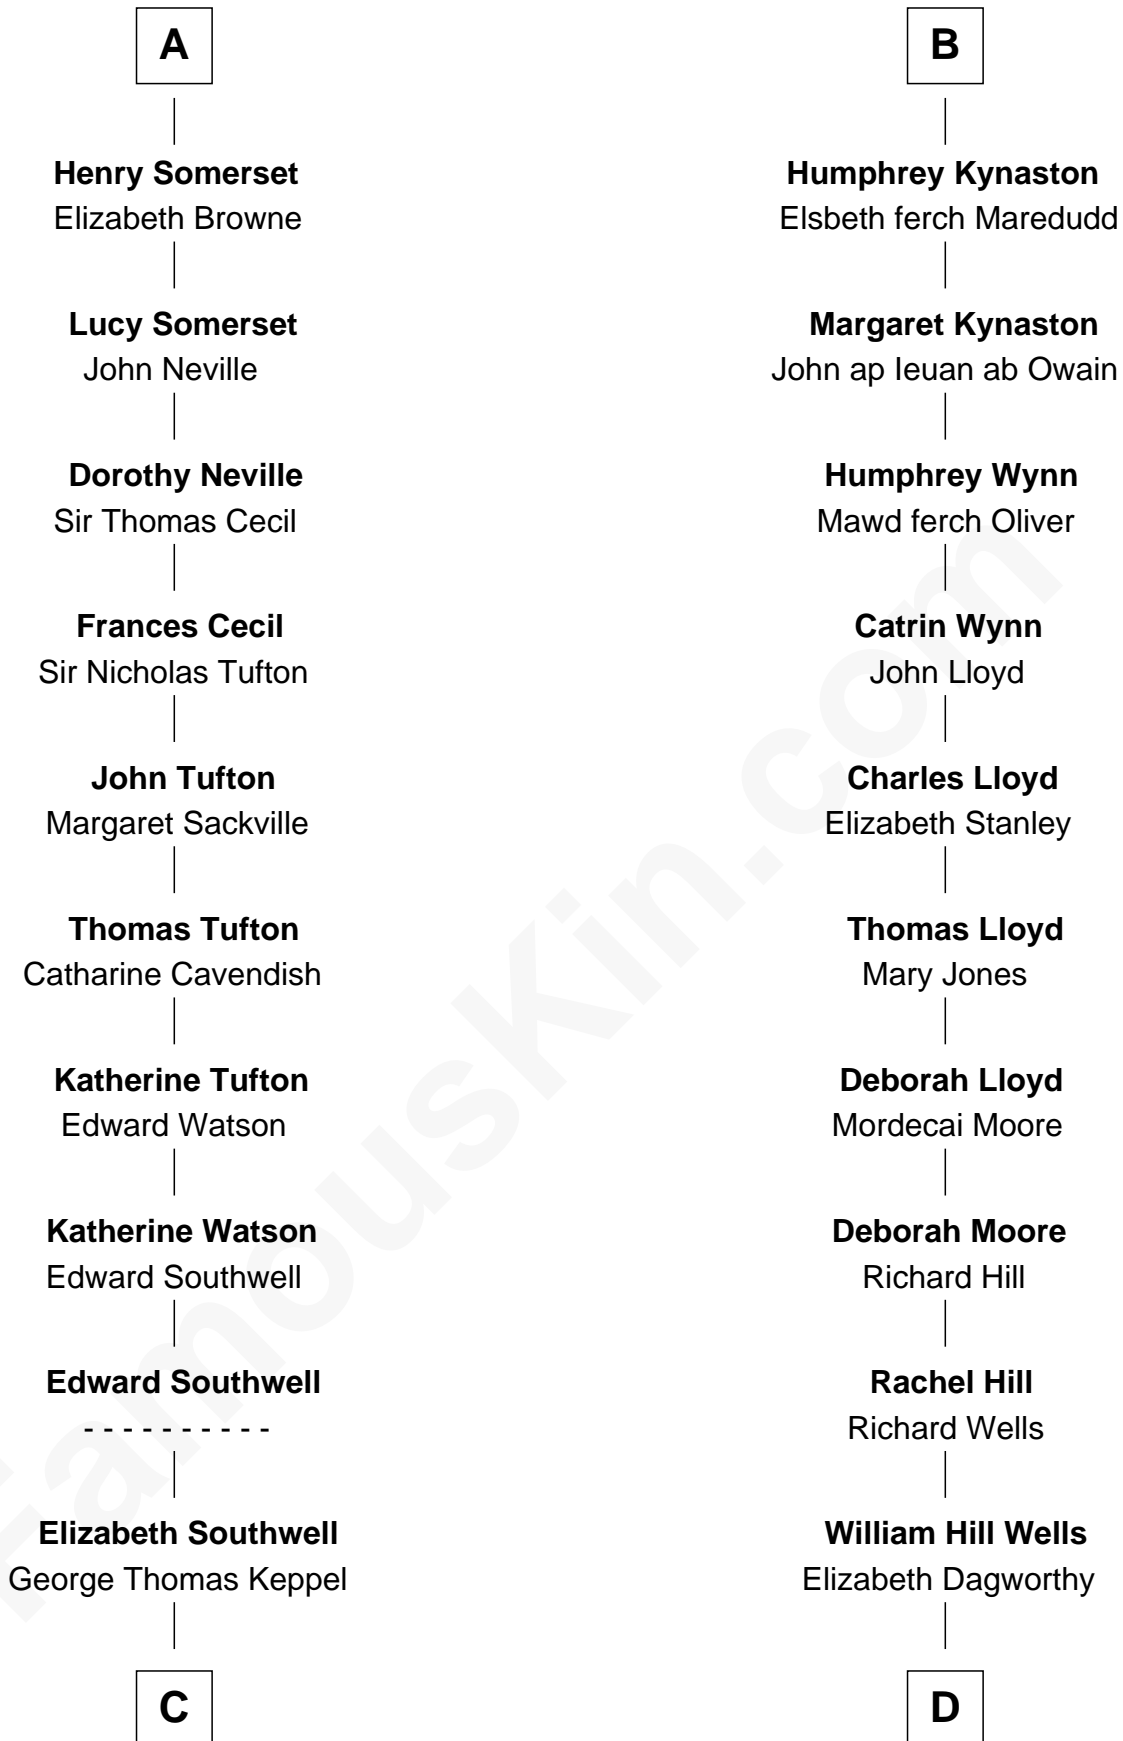 A
Henry Somerset
Elizabeth Browne
Lucy Somerset
John Neville
Dorothy Neville
Sir Thomas Cecil
Frances Cecil
Sir Nicholas Tufton
John Tufton
Margaret Sackville
Thomas Tufton
Catharine Cavendish
Katherine Tufton
Edward Watson
Katherine Watson
Edward Southwell
Edward Southwell
- - - - - - - - - -
Elizabeth Southwell
George Thomas Keppel
C
B
Humphrey Kynaston
Elsbeth ferch Maredudd
Margaret Kynaston
John ap Ieuan ab Owain
Humphrey Wynn
Mawd ferch Oliver
Catrin Wynn
John Lloyd
Charles Lloyd
Elizabeth Stanley
Thomas Lloyd
Mary Jones
Deborah Lloyd
Mordecai Moore
Deborah Moore
Richard Hill
Rachel Hill
Richard Wells
William Hill Wells
Elizabeth Dagworthy
D
FamousKin.com